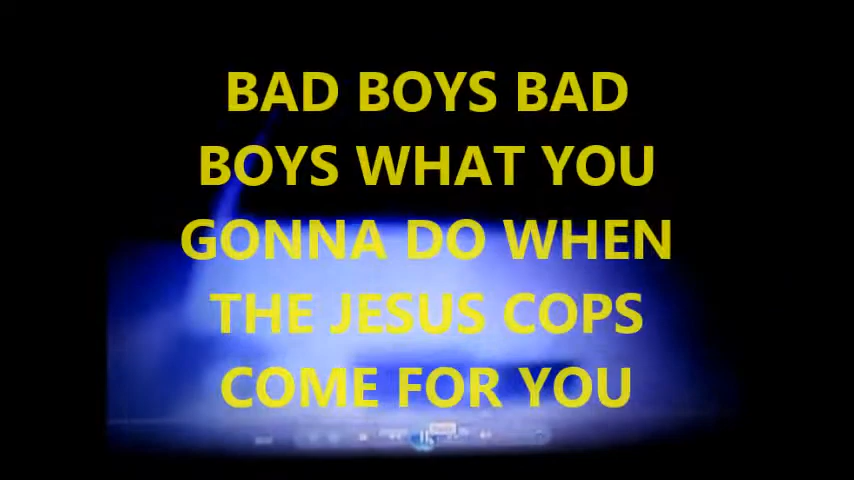 BAD BOYS BAD
BOYS WHAT YOU
GONNA DO WHEN
THE JESUS COPS
COME FOR YOU